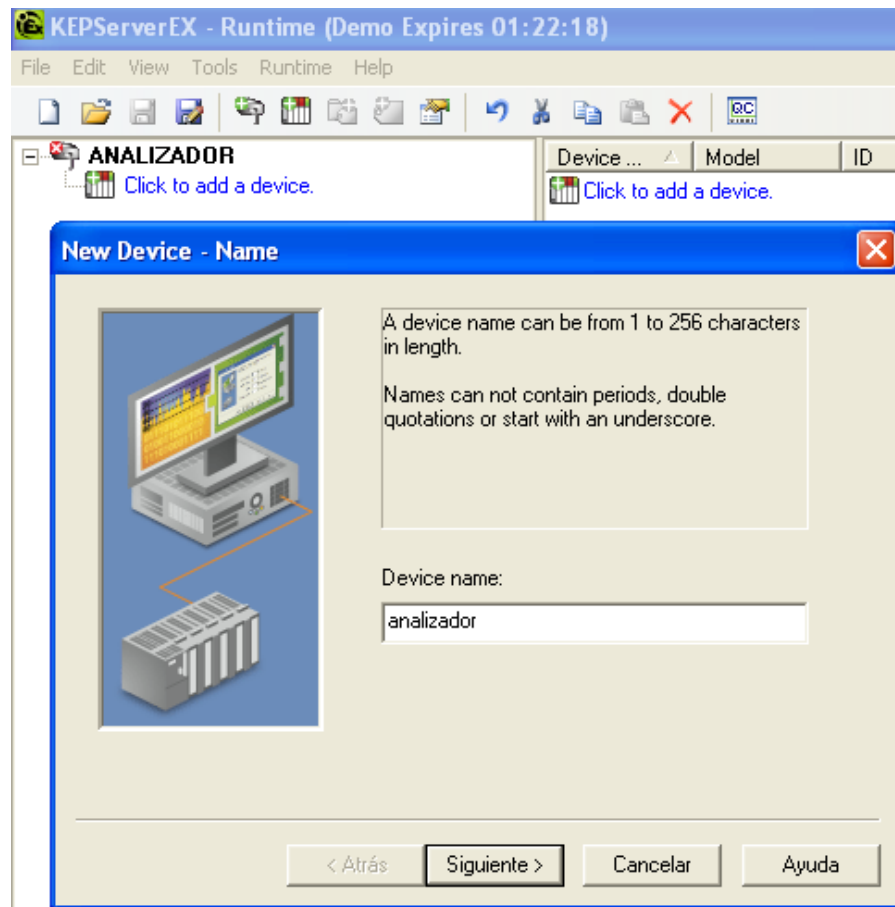 KEPServerEX - Runtime (Demo Expires 01:22:18)
File Edit View Tools Runtime Help
ANALIZADOR
Click to add a device.
Device ... Model ID
Click to add a device.
New Device - Name
A device name can be from 1 to 256 characters
in length.
Names can not contain periods, double
quotations or start with an underscore.
Device name:
analizador
< Atrás Siguiente > Cancelar Ayuda